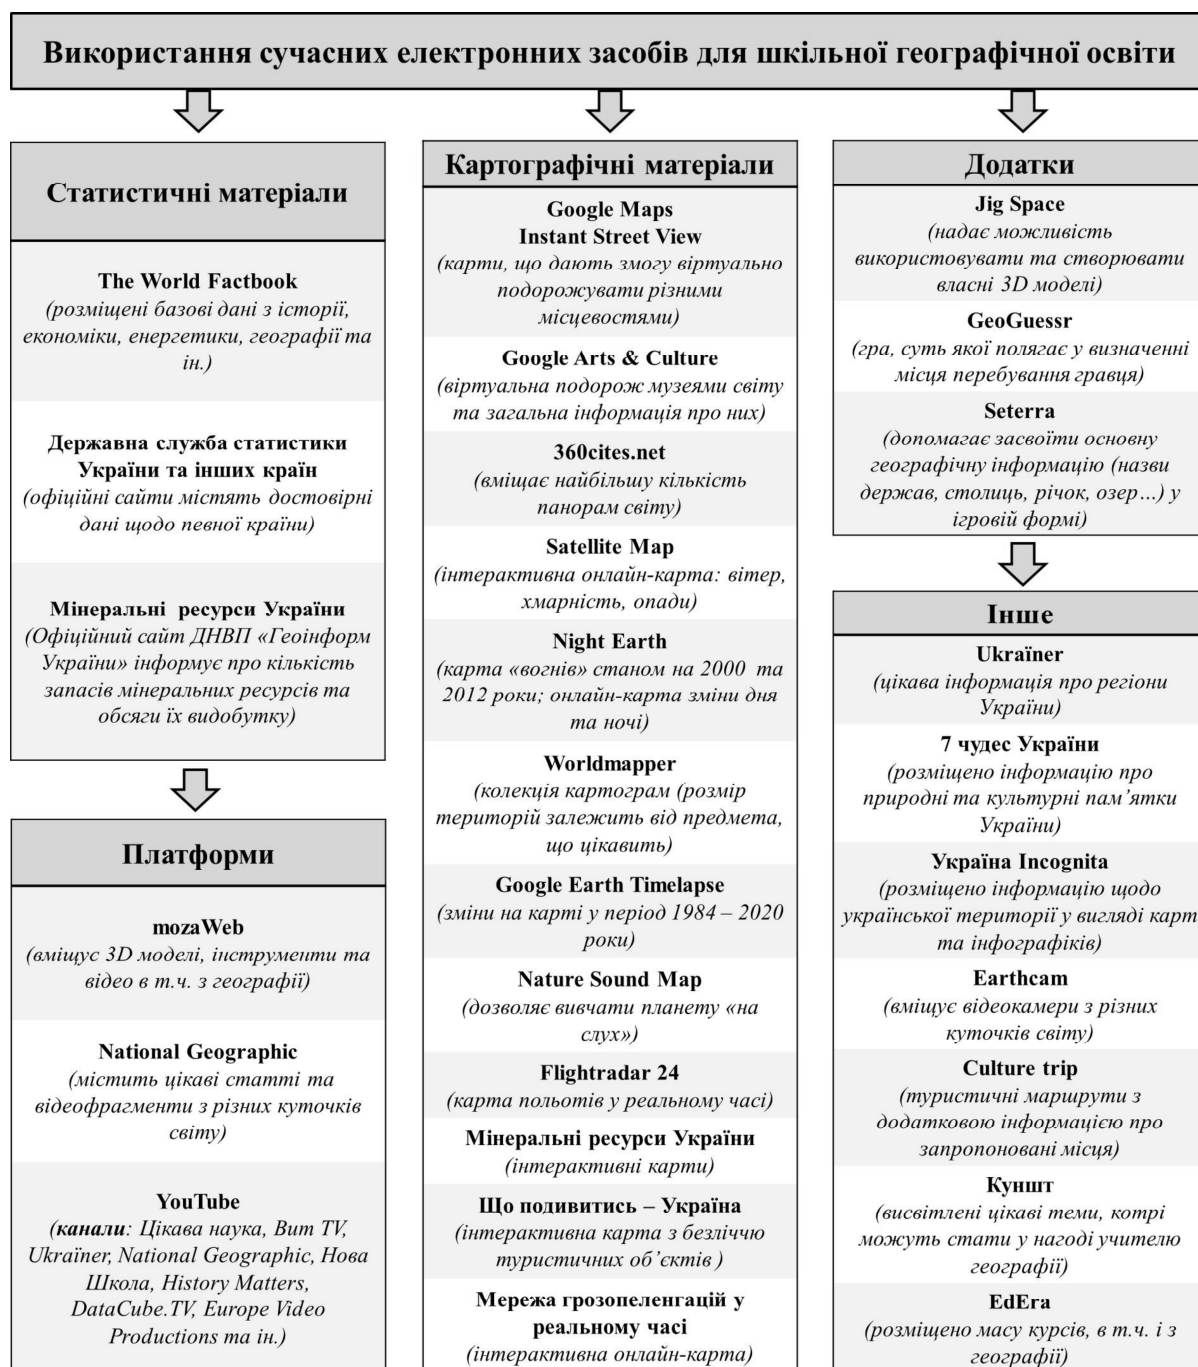 Використання сучасних електронних засобів для шкільної географічної освіти
Статистичні матеріали
The World Factbook
(розміщені базові дані з історії,
економіки, енергетики, географії та
ін.)
Державна служба статистики
України та інших країн
(офіційні сайти містять достовірні
дані щодо певної країни)
Мінеральні ресурси України
(Офіційний сайт ДНВП «Геоінформ
України» інформує про кількість
запасів мінеральних ресурсів та
обсяги їх видобутку)
Платформи
mozaWeb
(вміщує 3D моделі, інструменти та
відео в т.ч. з географії)
National Geographic
(містить цікаві статті та
відеофрагменти з різних куточків
світу)
YouTube
(канали: Цікава наука, Вит TV,
Ukraїner, National Geographic, Нова
Школа, History Matters,
DataCube.TV, Europe Video
Productions та ін.)
Картографічні матеріали
Google Maps
Instant Street View
(карти, що дають змогу віртуально
подорожувати різними
місцевостями)
Google Arts & Culture
(віртуальна подорож музеями світу
та загальна інформація про них)
360cites.net
(вміщає найбільшу кількість
панорам світу)
Satellite Map
(інтерактивна онлайн-карта: вітер,
хмарність, опади)
Night Earth
(карта «вогнів» станом на 2000 та
2012 роки; онлайн-карта зміни дня
та ночі)
Worldmapper
(колекція картограм (розмір
територій залежить від предмета,
що цікавить)
Google Earth Timelapse
(зміни на карті у період 1984 – 2020
роки)
Nature Sound Map
(дозволяє вивчати планету «на
слух»)
Flightradar 24
(карта польотів у реальному часі)
Мінеральні ресурси України
(інтерактивні карти)
Що подивитись – Україна
(інтерактивна карта з безліччю
туристичних об’єктів )
Мережа грозопеленгацій у
реальному часі
(інтерактивна онлайн-карта)
Додатки
Jig Space
(надає можливість
використовувати та створювати
власні 3D моделі)
GeoGuessr
(гра, суть якої полягає у визначенні
місця перебування гравця)
Seterra
(допомагає засвоїти основну
географічну інформацію (назви
держав, столиць, річок, озер…) у
ігровій формі)
Інше
Ukraїner
(цікава інформація про регіони
України)
7 чудес України
(розміщено інформацію про
природні та культурні пам’ятки
України)
Україна Incognita
(розміщено інформацію щодо
української території у вигляді карт
та інфографіків)
Earthcam
(вміщує відеокамери з різних
куточків світу)
Culture trip
(туристичні маршрути з
додатковою інформацією про
запропоновані місця)
Куншт
(висвітлені цікаві теми, котрі
можуть стати у нагоді учителю
географії)
EdEra
(розміщено масу курсів, в т.ч. і з
географії)